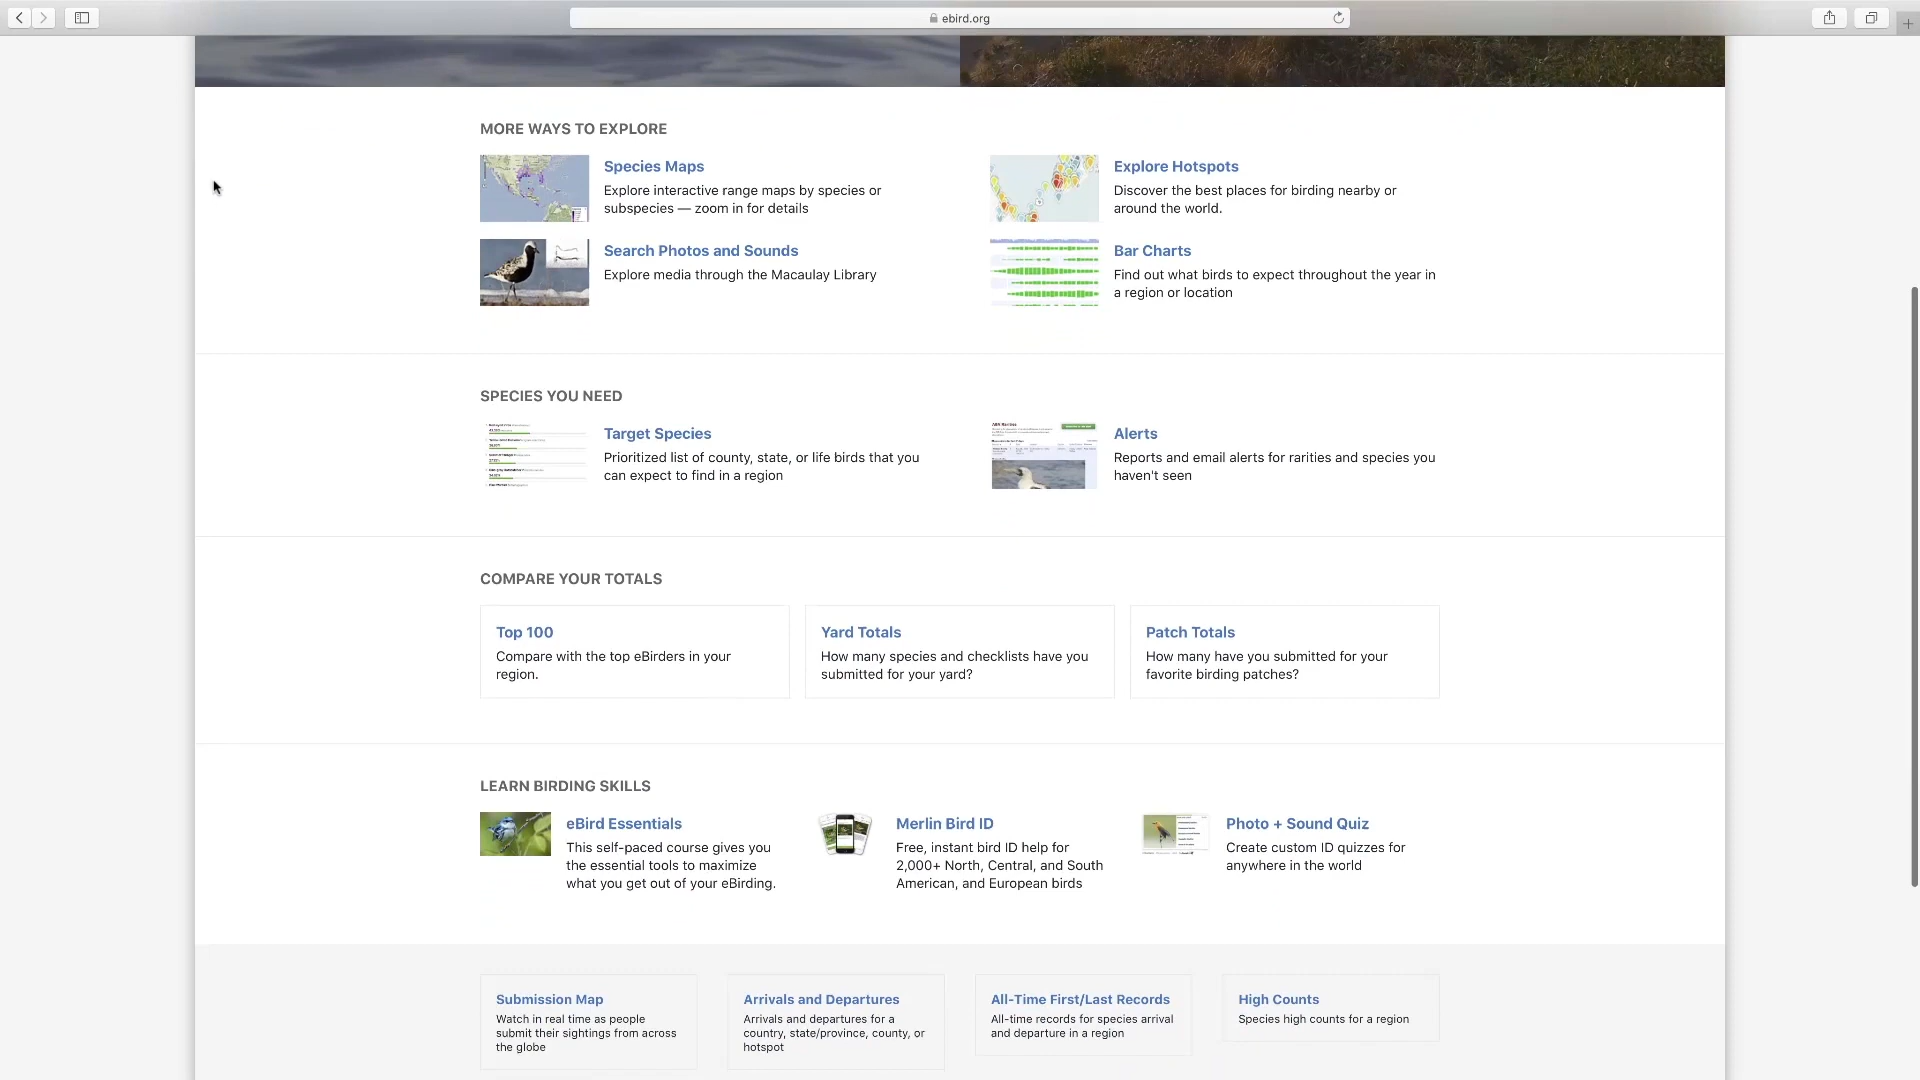 ebird.org
MORE WAYS TO EXPLORE
Species Maps
Explore interactive range maps by species or
subspecies — zoom in for details
Explore Hotspots
Discover the best places for birding nearby or
around the world.
Search Photos and Sounds
Explore media through the Macaulay Library
Bar Charts
Find out what birds to expect throughout the year in
a region or location
SPECIES YOU NEED
Target Species
Prioritized list of county, state, or life birds that you
can expect to find in a region
Alerts
Reports and email alerts for rarities and species you
haven't seen
COMPARE YOUR TOTALS
Top 100
Compare with the top eBirders in your
region.
Yard Totals
How many species and checklists have you
submitted for your yard?
Patch Totals
How many have you submitted for your
favorite birding patches?
LEARN BIRDING SKILLS
eBird Essentials
This self-paced course gives you
the essential tools to maximize
what you get out of your eBirding.
Merlin Bird ID
Free, instant bird ID help for
2,000+ North, Central, and South
American, and European birds
Photo + Sound Quiz
Create custom ID quizzes for
anywhere in the world
Submission Map
Watch in real time as people
submit their sightings from across
the globe
Arrivals and Departures
Arrivals and departures for a
country, state/province, county, or
hotspot
All-Time First/Last Records
All-time records for species arrival
and departure in a region
High Counts
Species high counts for a region